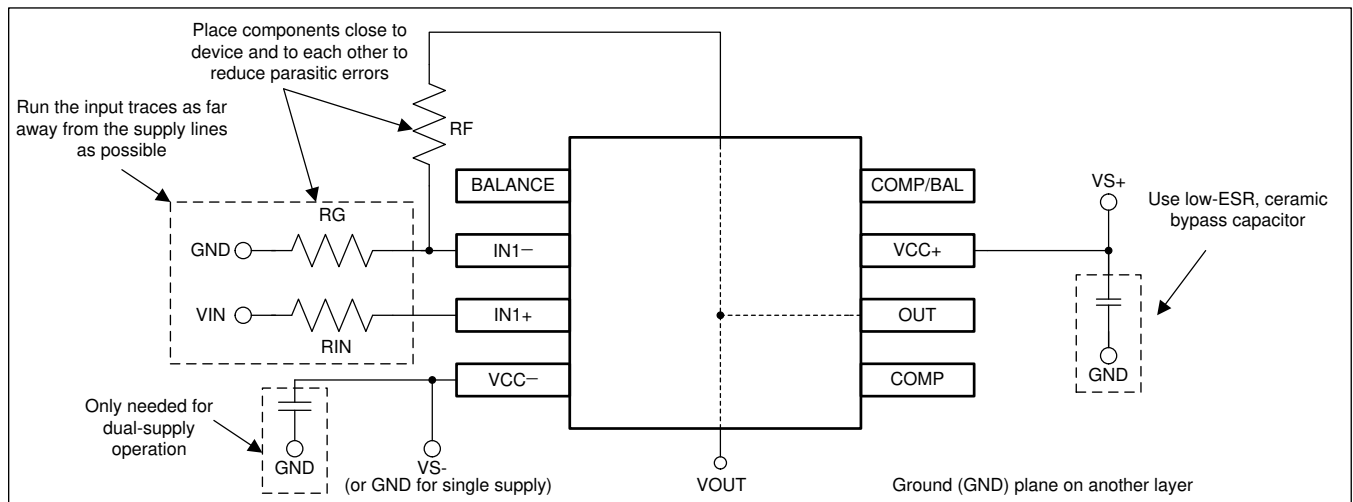 Place components close to
device and to each other to
reduce parasitic errors
Run the input traces as far
away from the supply lines
as possible
RF
BALANCE
COMP/BAL
VS+
Use low-ESR, ceramic
bypass capacitor
RG
GND
IN1−
VCC+
VIN
IN1+
OUT
RIN
VCC−
COMP
GND
Only needed for
dual-supply
operation
GND
VS-
(or GND for single supply)
VOUT
Ground (GND) plane on another layer